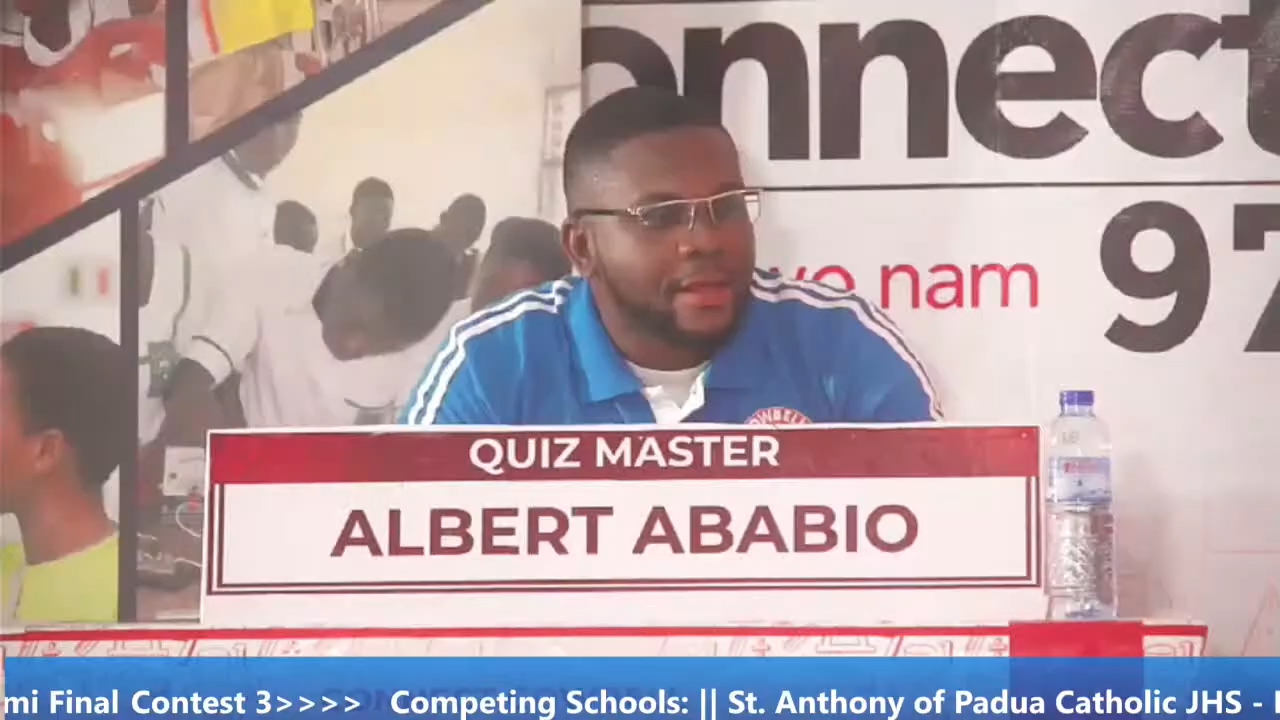 onnect
wo nam
97
QUIZ MASTER
ALBERT ABABIO
mi Final Contest 3>>>> Competing Schools: || St. Anthony of Padua Catholic JHS -